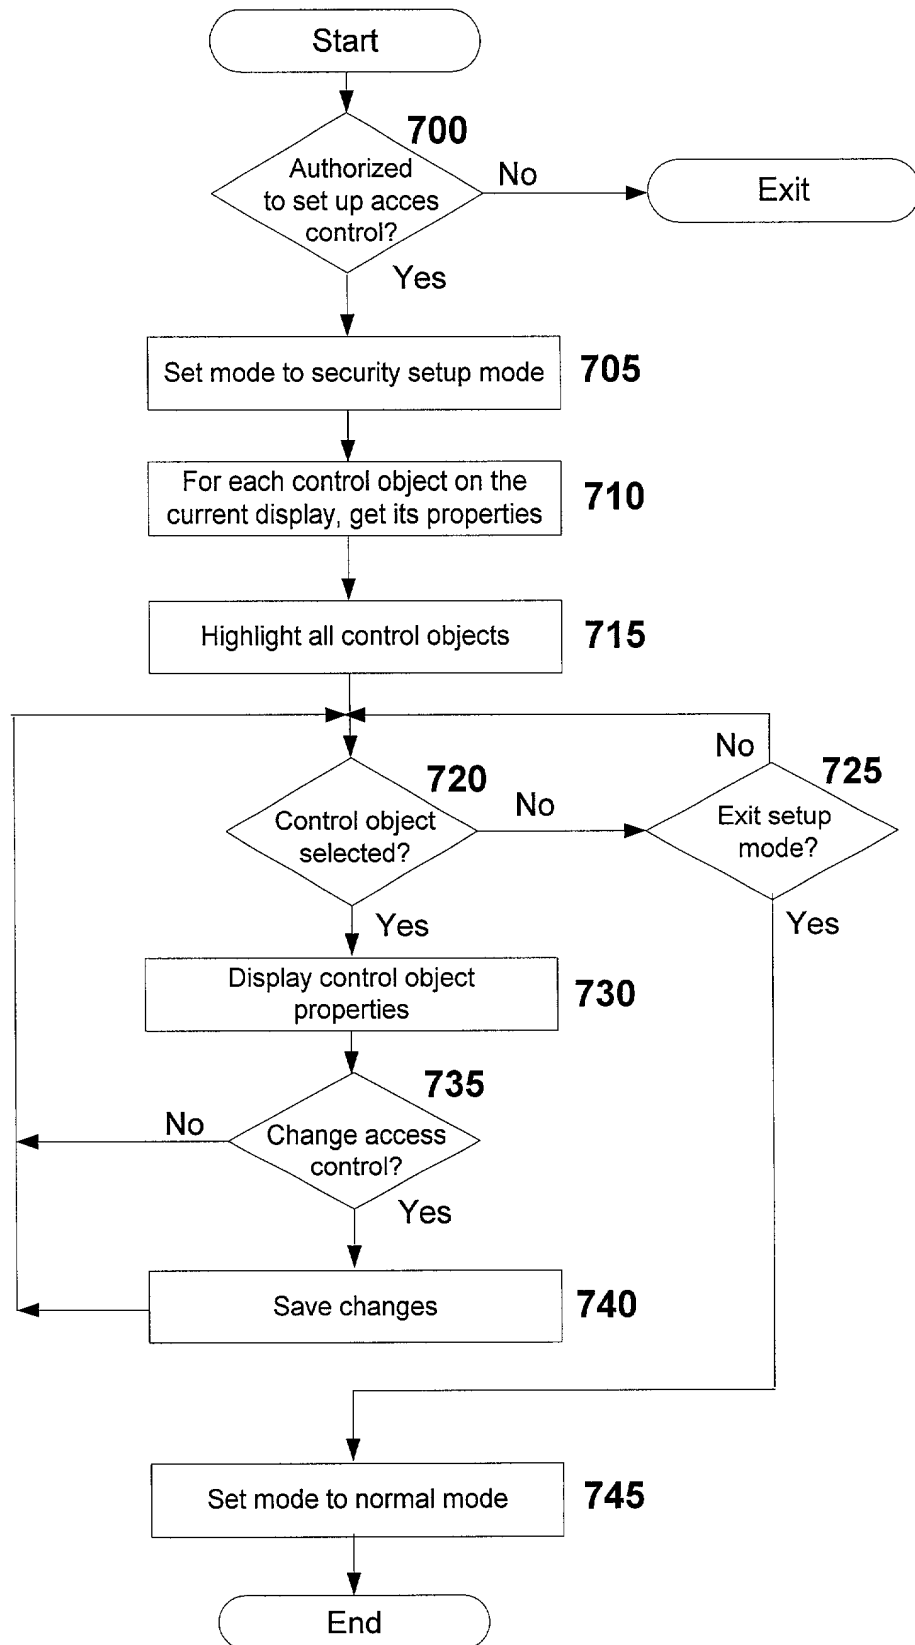 Start
700
Authorized
to set up acces
control?
No
Exit
Yes
Set mode to security setup mode
705
For each control object on the
current display, get its properties
710
Highlight all control objects
715
720
Control object
selected?
No
No
725
Exit setup
mode?
Yes
Yes
Display control object
properties
730
735
Change access
control?
No
Yes
Save changes
740
Set mode to normal mode
745
End